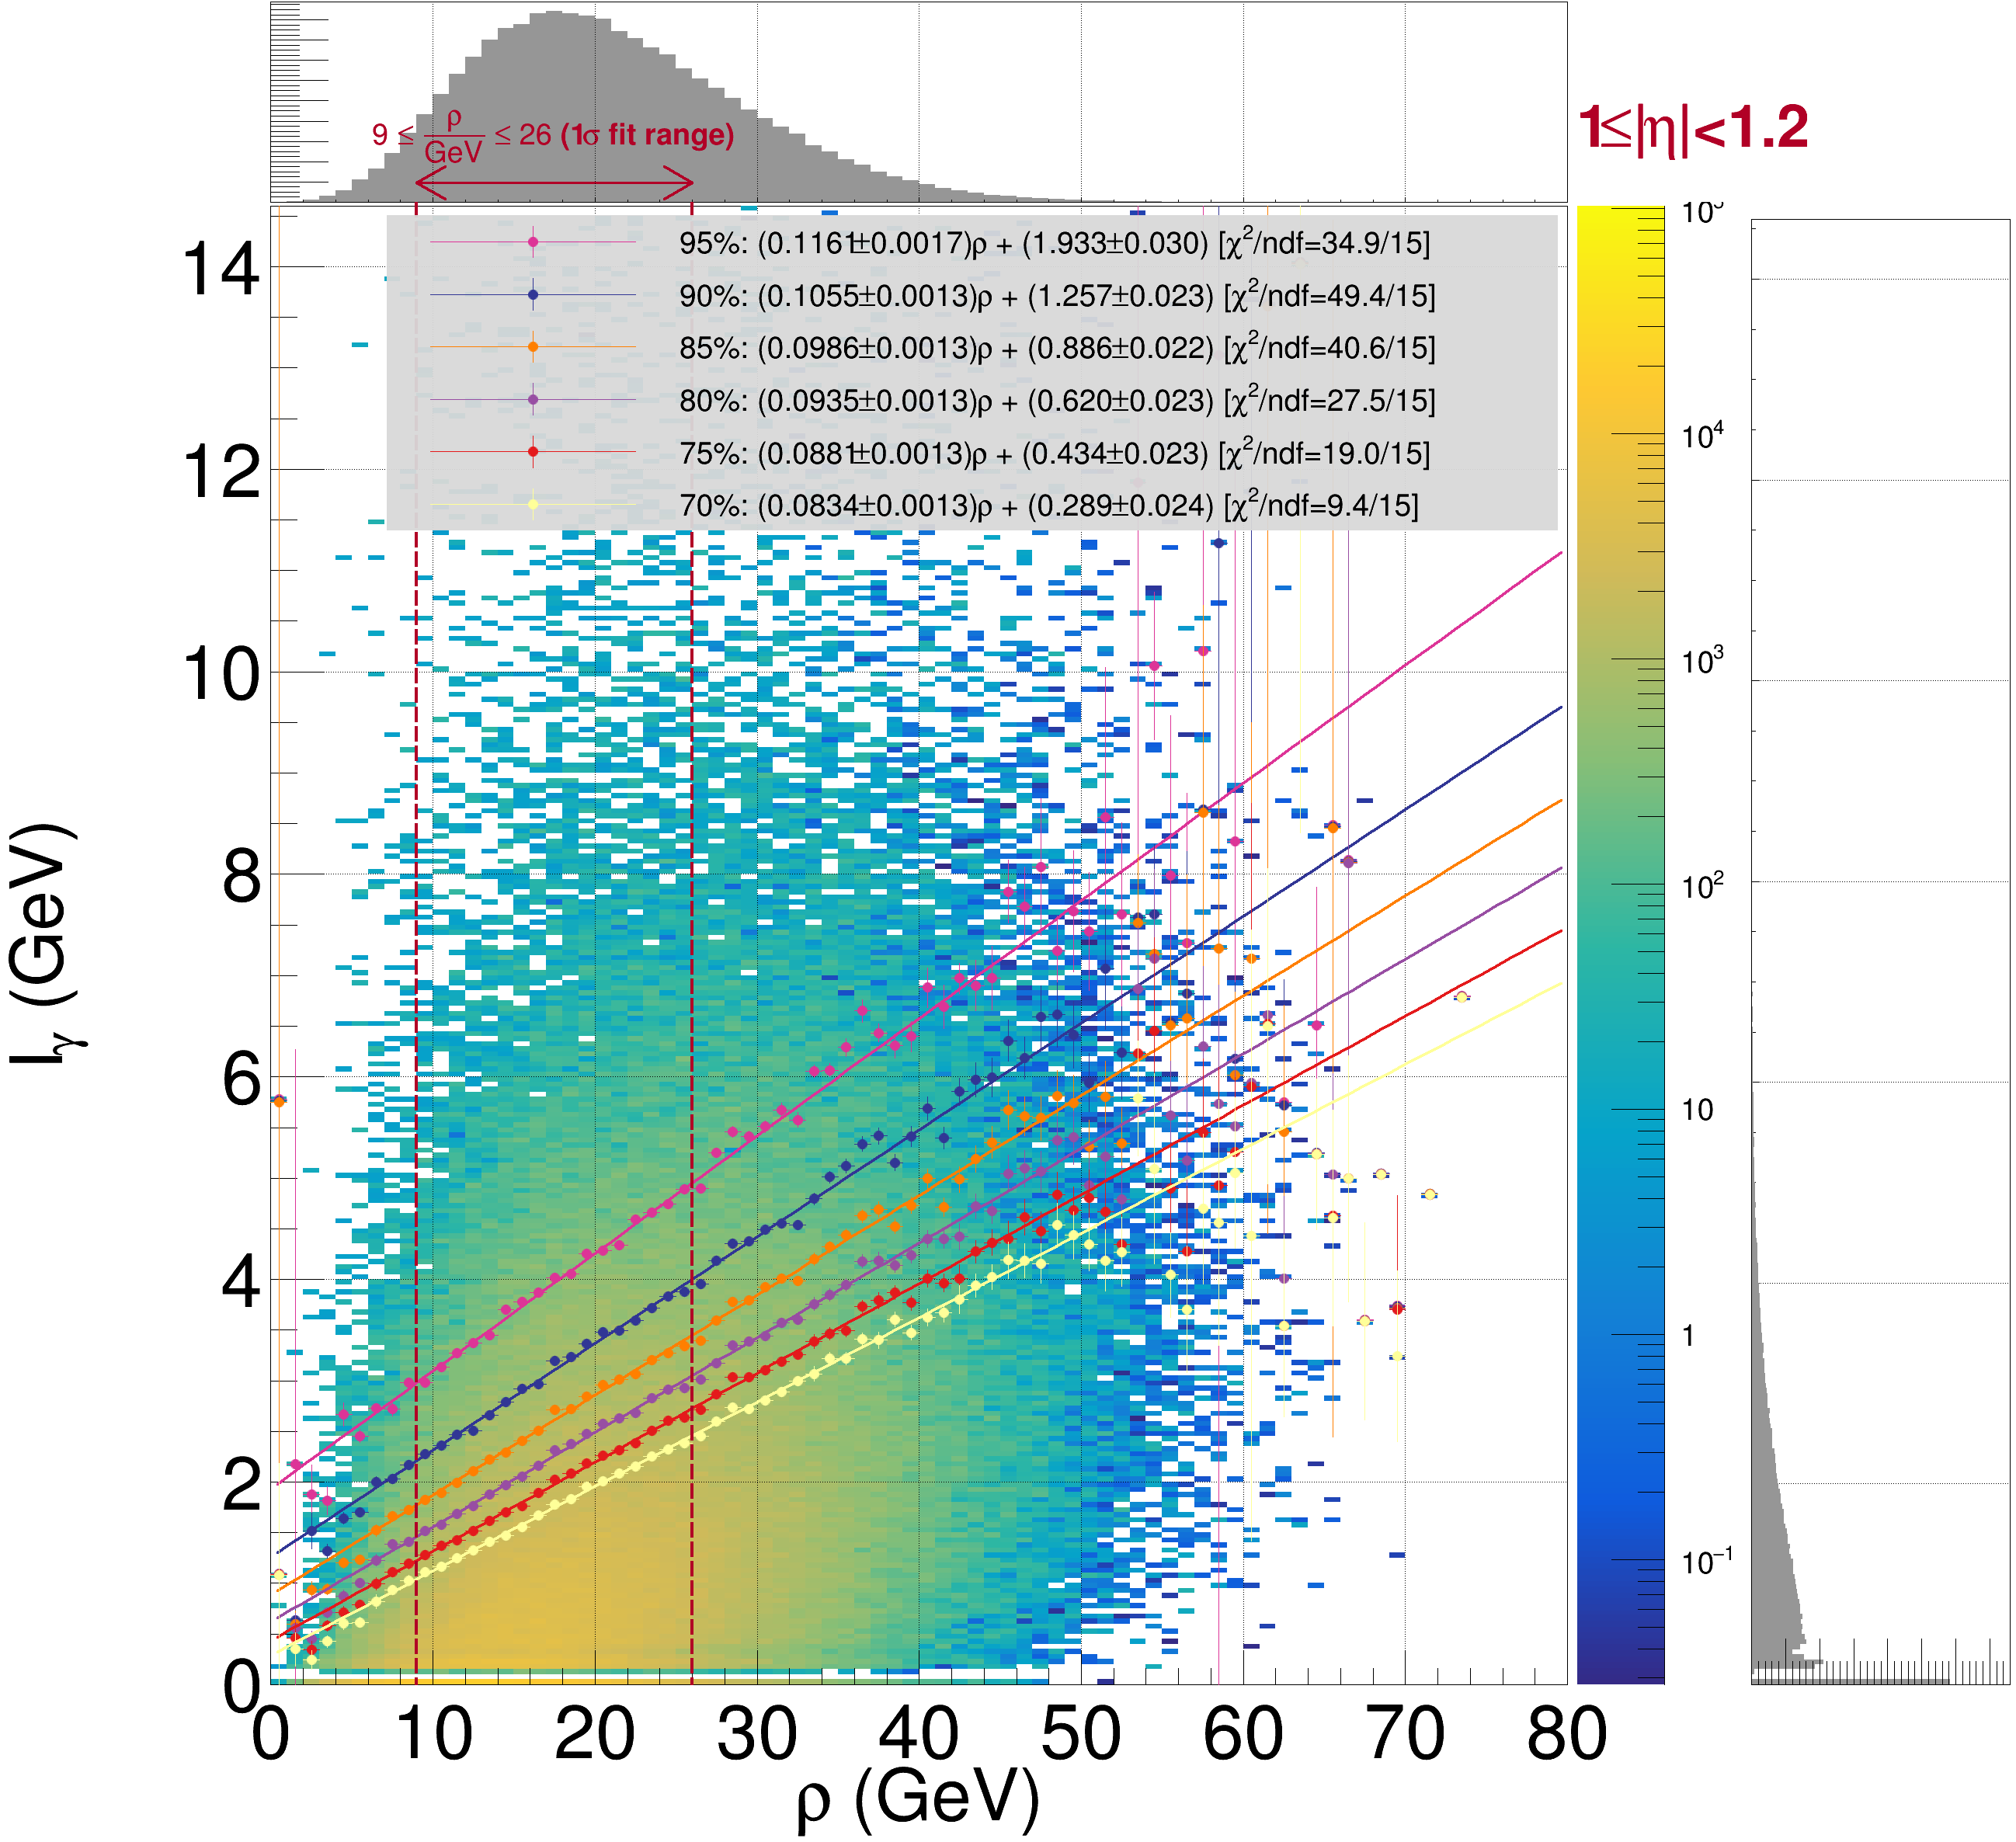 9 ≤ ρ/GeV ≤ 26 (1σ fit range)
1≤|η|<1.2
95%: (0.1161±0.0017)ρ + (1.933±0.030) [χ²/ndf=34.9/15]
90%: (0.1055±0.0013)ρ + (1.257±0.023) [χ²/ndf=49.4/15]
85%: (0.0986±0.0013)ρ + (0.886±0.022) [χ²/ndf=40.6/15]
80%: (0.0935±0.0013)ρ + (0.620±0.023) [χ²/ndf=27.5/15]
75%: (0.0881±0.0013)ρ + (0.434±0.023) [χ²/ndf=19.0/15]
70%: (0.0834±0.0013)ρ + (0.289±0.024) [χ²/ndf=9.4/15]
14
12
10
8
6
4
2
0
I_γ (GeV)
0 10 20 30 40 50 60 70 80
ρ (GeV)
10⁴
10³
10²
10
1
10⁻¹